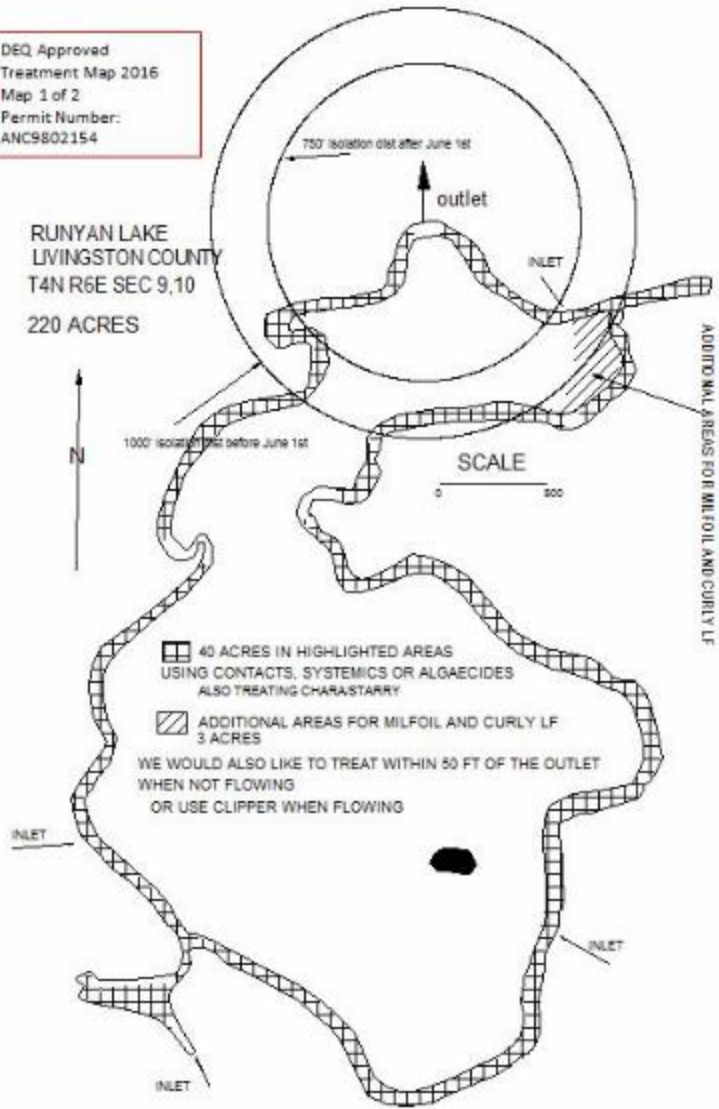 DEQ Approved
Treatment Map 2016
Map 1 of 2
Permit Number:
ANC9802154
750' isolation dist after June 1st
outlet
RUNYAN LAKE
LIVINGSTON COUNTY
T4N R6E SEC 9,10
220 ACRES
INLET
ADDITIONAL AREAS FOR MILFOIL AND CURLY LF
N
1000' isolation dist before June 1st
SCALE
0 500
40 ACRES IN HIGHLIGHTED AREAS
USING CONTACTS, SYSTEMICS OR ALGAECIDES
ALSO TREATING CHARA/STARRY
ADDITIONAL AREAS FOR MILFOIL AND CURLY LF
3 ACRES
WE WOULD ALSO LIKE TO TREAT WITHIN 50 FT OF THE OUTLET
WHEN NOT FLOWING
OR USE CLIPPER WHEN FLOWING
INLET
INLET
INLET